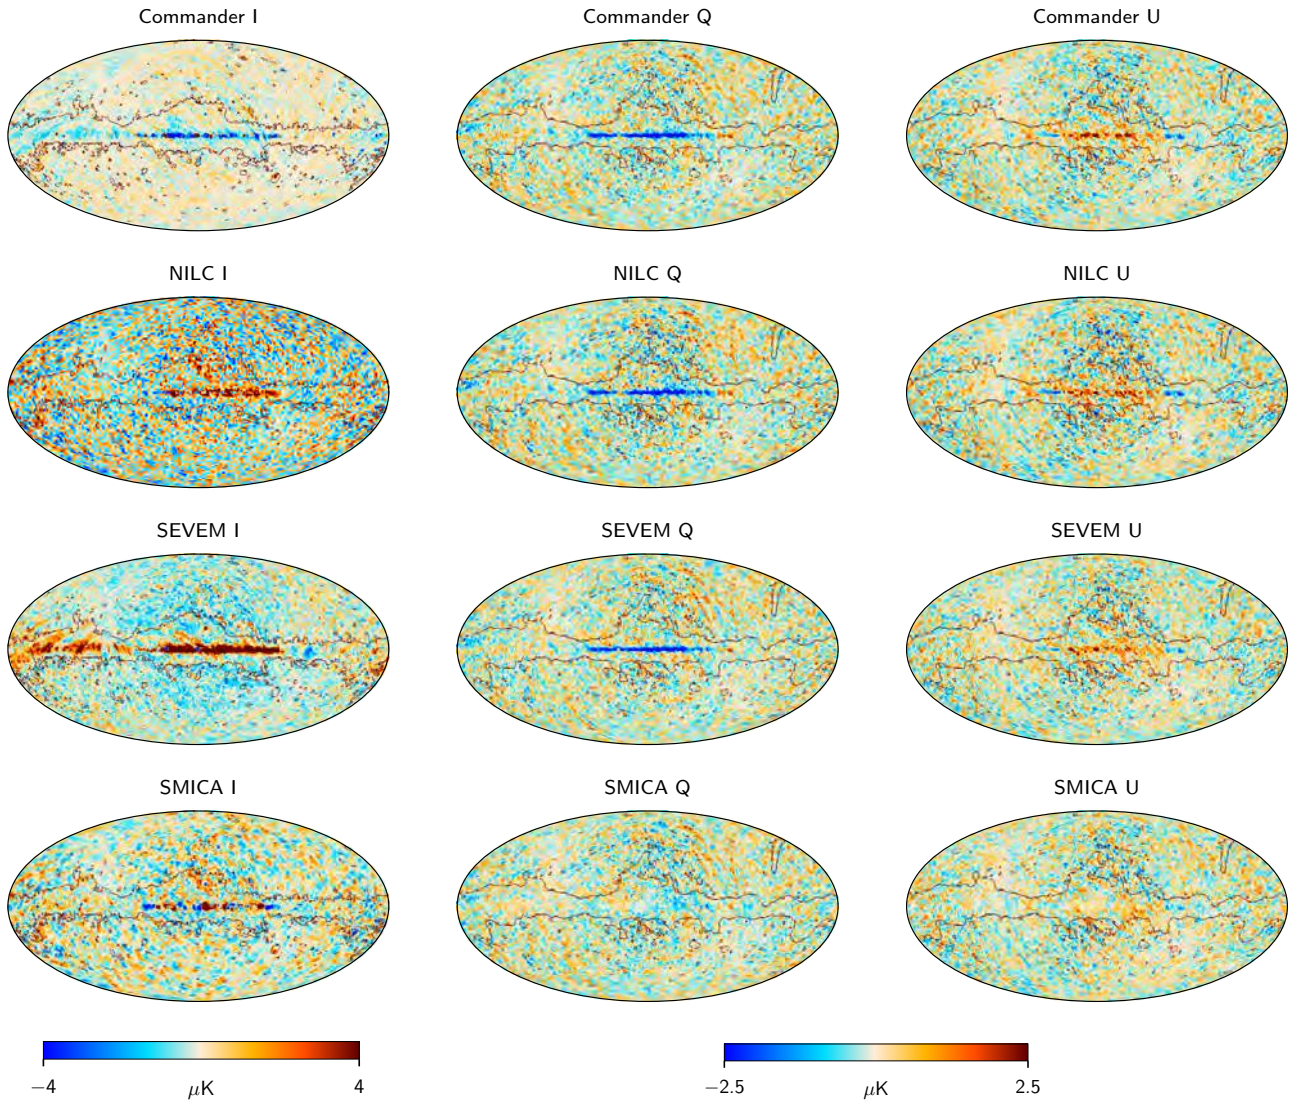 Commander I
Commander Q
Commander U
NILC I
NILC Q
NILC U
SEVEM I
SEVEM Q
SEVEM U
SMICA I
SMICA Q
SMICA U
−4 μK 4
−2.5 μK 2.5